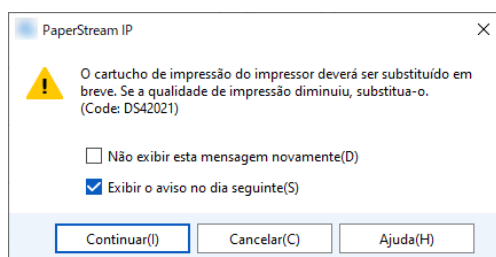 PaperStream IP
O cartucho de impressão do impressor deverá ser substituído em
breve. Se a qualidade de impressão diminuiu, substitua-o.
(Code: DS42021)
Não exibir esta mensagem novamente(D)
Exibir o aviso no dia seguinte(S)
Continuar(I)
Cancelar(C)
Ajuda(H)